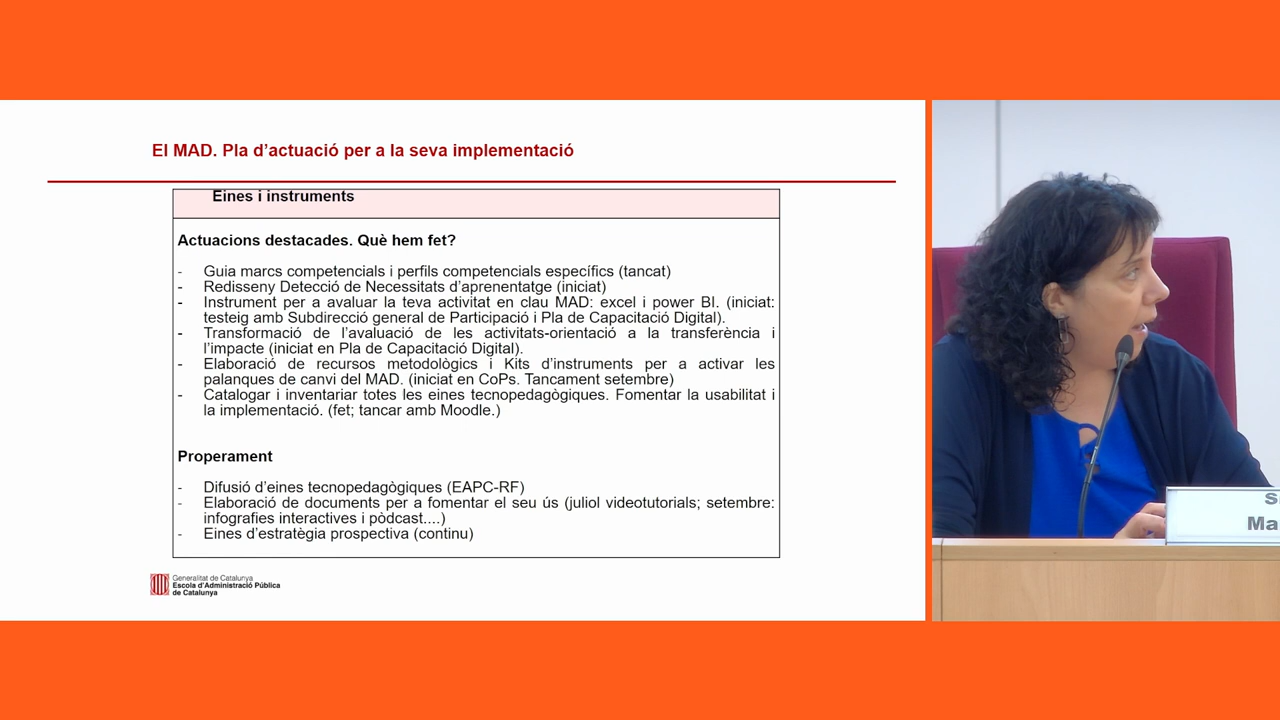 El MAD. Pla d'actuació per a la seva implementació
Eines i instruments
Actuacions destacades. Què hem fet?
- Guia marcs competencials i perfils competencials específics (tancat)
- Redisseny Detecció de Necessitats d'aprenentatge (iniciat)
- Instrument per a avaluar la teva activitat en clau MAD: excel i power BI. (iniciat:
testeig amb Subdirecció general de Participació i Pla de Capacitació Digital).
- Transformació de l'avaluació de les activitats-orientació a la transferència i
l'impacte (iniciat en Pla de Capacitació Digital).
- Elaboració de recursos metodològics i Kits d'instruments per a activar les
palanques de canvi del MAD. (iniciat en CoPs. Tancament setembre)
- Catalogar i inventariar totes les eines tecnopedagògiques. Fomentar la usabilitat i
la implementació. (fet; tancar amb Moodle.)
Properament
- Difusió d'eines tecnopedagògiques (EAPC-RF)
- Elaboració de documents per a fomentar el seu ús (juliol videotutorials; setembre:
infografies interactives i pòdcast....)
- Eines d'estratègia prospectiva (continu)
Generalitat de Catalunya
Escola d'Administració Pública
de Catalunya
S
Ma